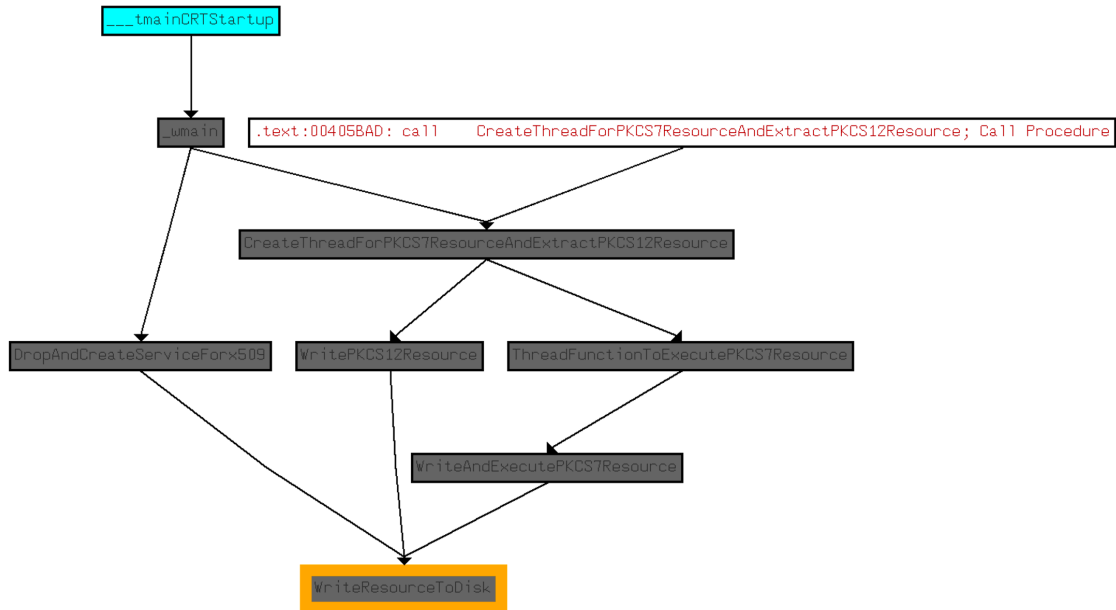 ___tmainCRTStartup
_wmain
.text:00405BAD: call    CreateThreadForPKCS7ResourceAndExtractPKCS12Resource; Call Procedure
CreateThreadForPKCS7ResourceAndExtractPKCS12Resource
DropAndCreateServiceForx509
WritePKCS12Resource
ThreadFunctionToExecutePKCS7Resource
WriteAndExecutePKCS7Resource
WriteResourceToDisk